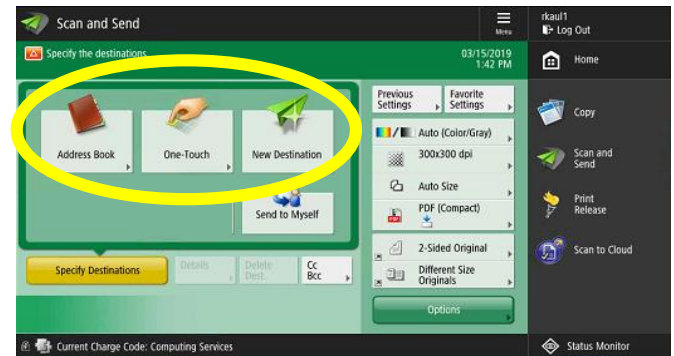 Scan and Send
Menu
rkaul1
Log Out
Specify the destinations.
03/15/2019
1:42 PM
Home
Address Book
One-Touch
New Destination
Send to Myself
Specify Destinations
Details
Delete
Dest.
Cc
Bcc
Previous
Settings
Favorite
Settings
Auto (Color/Gray)
300x300 dpi
Auto Size
PDF (Compact)
2-Sided Original
Different Size
Originals
Options
Copy
Scan and
Send
Print
Release
Scan to Cloud
Current Charge Code: Computing Services
Status Monitor